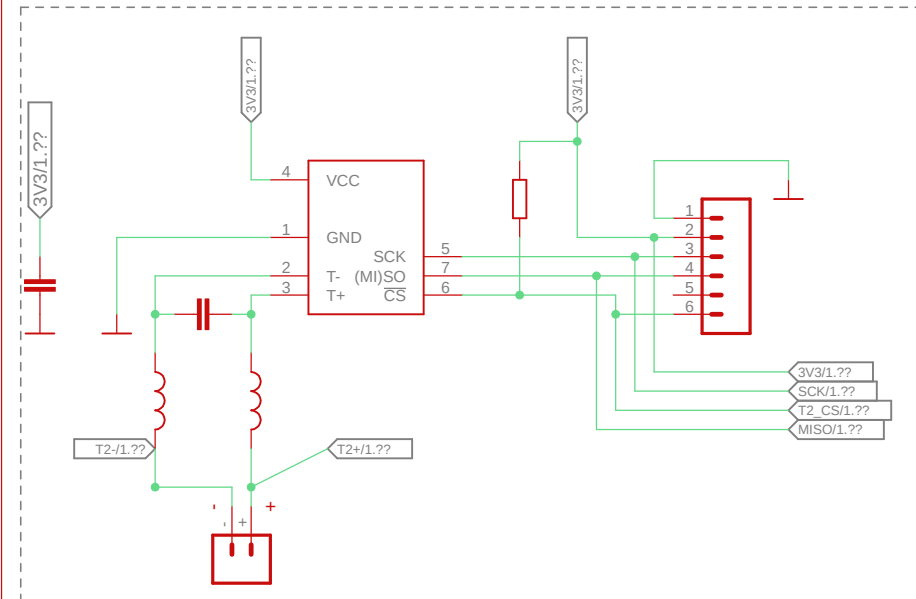 3V3/1.??
3V3/1.??
3V3/1.??
4
VCC
1
GND
2
T-
3
T+
SCK
5
(MI)SO
7
CS
6
1
2
3
4
5
6
3V3/1.??
SCK/1.??
T2_CS/1.??
MISO/1.??
T2-/1.??
T2+/1.??
- +
- +